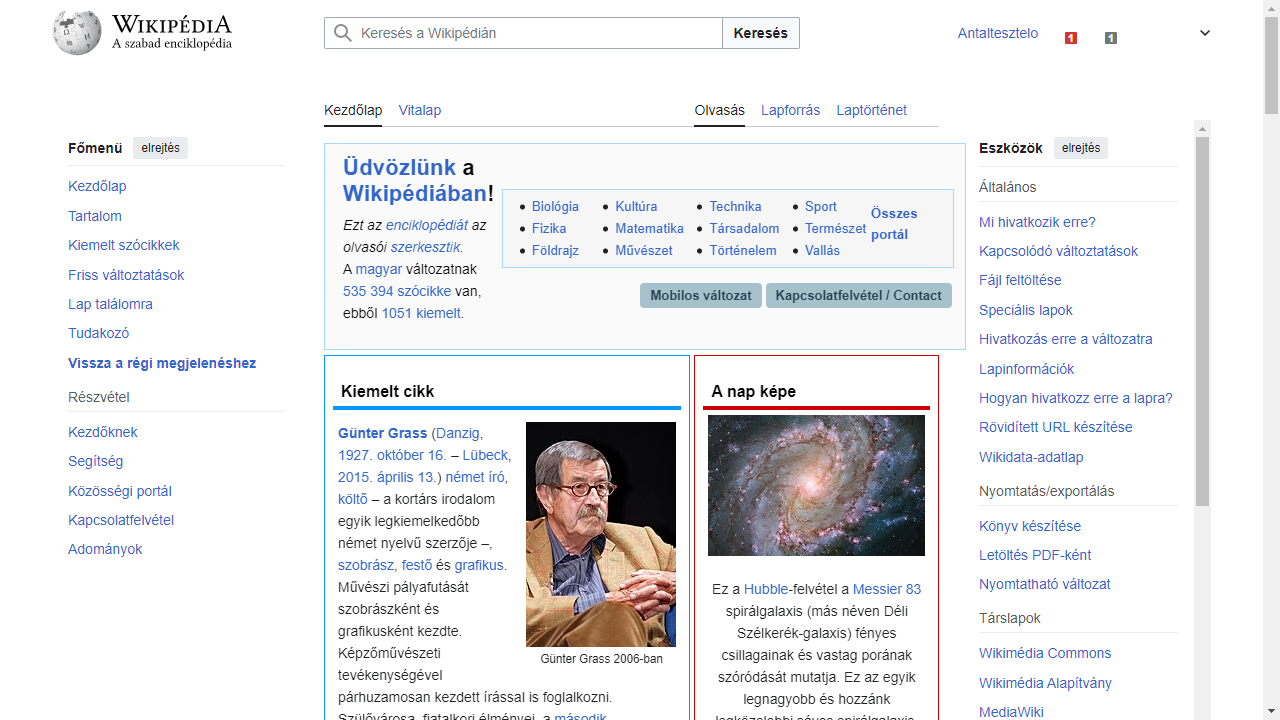 WIKIPÉDIA
A szabad enciklopédia
Keresés a Wikipédián
Keresés
Antaltesztelo
1
1
Kezdőlap
Vitalap
Olvasás
Lapforrás
Laptörténet
Főmenü
elrejtés
Kezdőlap
Tartalom
Kiemelt szócikkek
Friss változtatások
Lap találomra
Tudakozó
Vissza a régi megjelenéshez
Részvétel
Kezdőknek
Segítség
Közösségi portál
Kapcsolatfelvétel
Adományok
Üdvözlünk a
Wikipédiában!
Ezt az enciklopédiát az
olvasói szerkesztik.
A magyar változatnak
535 394 szócikke van,
ebből 1051 kiemelt.
Biológia
Fizika
Földrajz
Kultúra
Matematika
Művészet
Technika
Társadalom
Történelem
Sport
Természet
Vallás
Összes
portál
Mobilos változat
Kapcsolatfelvétel / Contact
Kiemelt cikk
Günter Grass (Danzig,
1927. október 16. – Lübeck,
2015. április 13.) német író,
költő – a kortárs irodalom
egyik legkiemelkedőbb
német nyelvű szerzője –,
szobrász, festő és grafikus.
Művészi pályafutását
szobrászként és
grafikusként kezdte.
Képzőművészeti
tevékenységével
párhuzamosan kezdett írással is foglalkozni.
Szülővárosa, fiatalkori élményei, a második
Günter Grass 2006-ban
A nap képe
Ez a Hubble-felvétel a Messier 83
spirálgalaxis (más néven Déli
Szélkerék-galaxis) fényes
csillagainak és vastag porának
szóródását mutatja. Ez az egyik
legnagyobb és hozzánk
legközelebbi sávos spirálgalaxis,
Eszközök
elrejtés
Általános
Mi hivatkozik erre?
Kapcsolódó változtatások
Fájl feltöltése
Speciális lapok
Hivatkozás erre a változatra
Lapinformációk
Hogyan hivatkozz erre a lapra?
Rövidített URL készítése
Wikidata-adatlap
Nyomtatás/exportálás
Könyv készítése
Letöltés PDF-ként
Nyomtatható változat
Társlapok
Wikimédia Commons
Wikimédia Alapítvány
MediaWiki